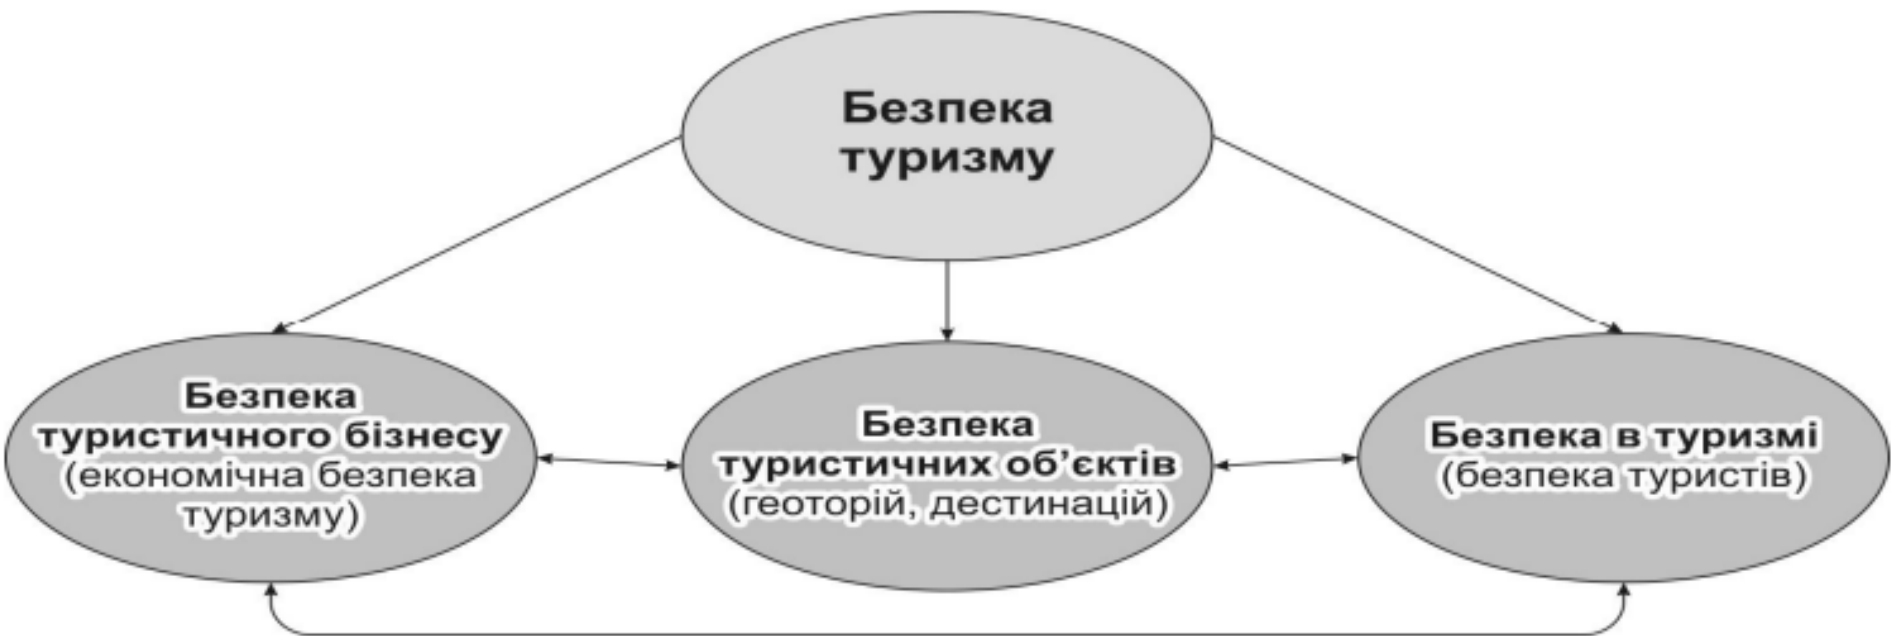 Безпека
туризму
Безпека
туристичного бізнесу
(економічна безпека
туризму)
Безпека
туристичних об’єктів
(геоторій, дестинацій)
Безпека в туризмі
(безпека туристів)